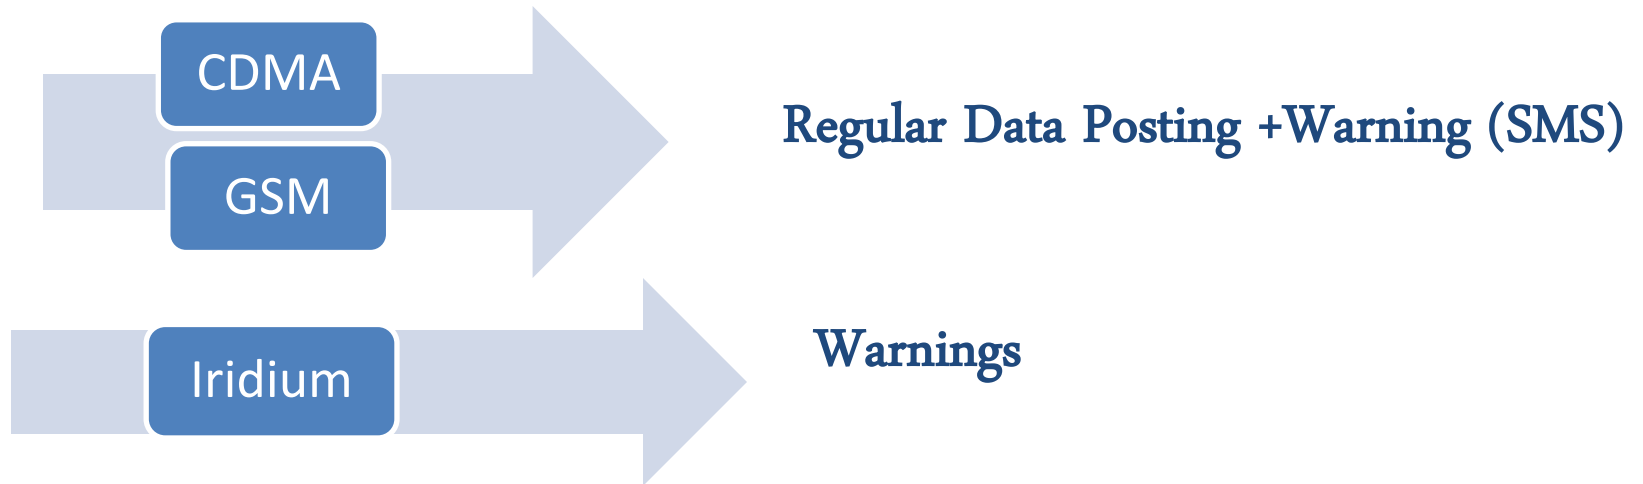 CDMA
GSM
Regular Data Posting +Warning (SMS)
Iridium
Warnings